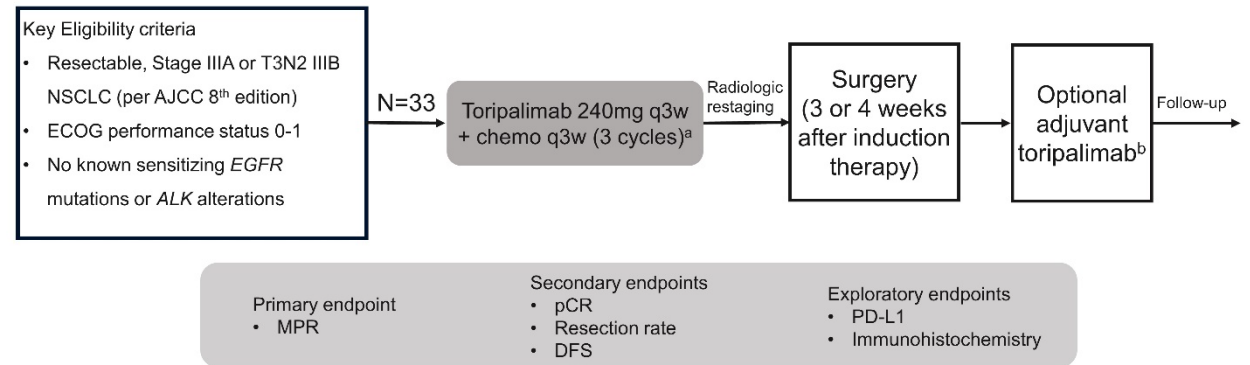 Key Eligibility criteria
• Resectable, Stage IIIA or T3N2 IIIB
NSCLC (per AJCC 8th edition)
• ECOG performance status 0-1
• No known sensitizing EGFR
mutations or ALK alterations
N=33
Toripalimab 240mg q3w
+ chemo q3w (3 cycles)a
Radiologic
restaging
Surgery
(3 or 4 weeks
after induction
therapy)
Optional
adjuvant
toripalimabb
Follow-up
Primary endpoint
• MPR
Secondary endpoints
• pCR
• Resection rate
• DFS
Exploratory endpoints
• PD-L1
• Immunohistochemistry